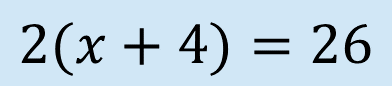 2(x + 4) = 26